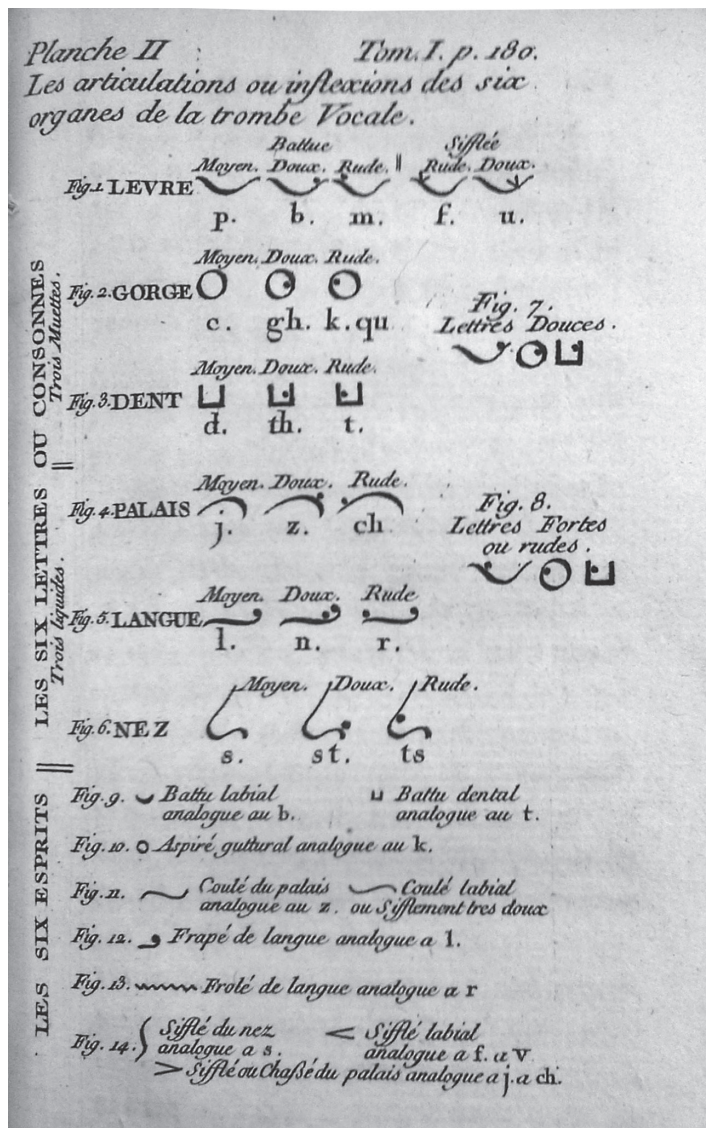 Planche II : Tom. I. p. 180.
Les articulations ou inflexions des six
organes de la trombe Vocale.
Battue Sifflée
Moyen. Doux. Rude. || Rude. Doux.
Fig. 1. LEVRE
p. b. m. f. u.
Moyen. Doux. Rude.
Fig. 2. GORGE
c. gh. k. qu
Fig. 7.
Lettres Douces.
Moyen. Doux. Rude.
Fig. 3. DENT
d. th. t.
Moyen. Doux. Rude.
Fig. 4. PALAIS
j. z. ch
Fig. 8.
Lettres Fortes
ou rudes.
Moyen. Doux. Rude
Fig. 5. LANGUE
l. n. r.
Moyen. Doux. Rude.
Fig. 6. NEZ
s. st. ts
Fig. 9. Battu labial Battu dental
analogue au b. analogue au t.
Fig. 10. Aspiré guttural analogue au k.
Fig. 11. Coulé du palais Coulé labial
analogue au z. ou Sifflement tres doux
Fig. 12. Frapé de langue analogue a l.
Fig. 13. Frolé de langue analogue a r
Fig. 14. Sifflé du nez Sifflé labial
analogue a s. analogue a f. a v
Sifflé ou Chaßé du palais analogue a j. a ch.
LES SIX LETTRES OU CONSONNES
Trois liquides. Trois Muettes.
LES SIX ESPRITS